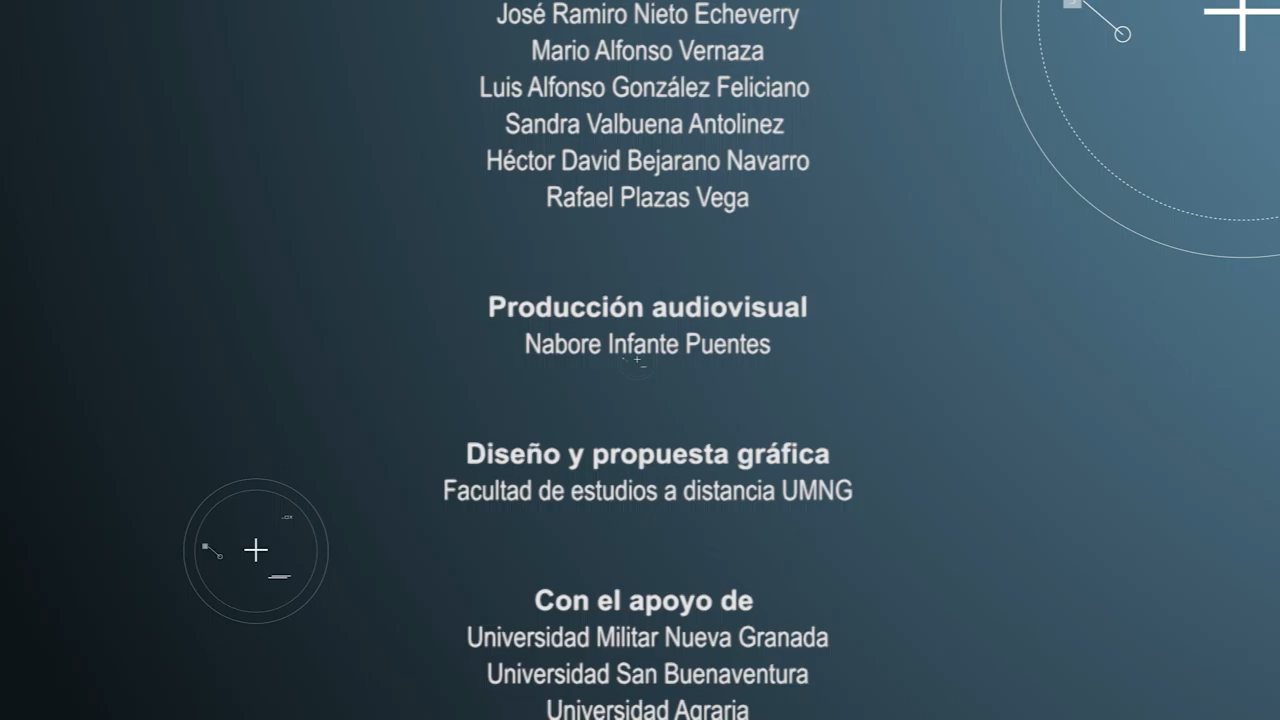 José Ramiro Nieto Echeverry
Mario Alfonso Vernaza
Luis Alfonso González Feliciano
Sandra Valbuena Antolinez
Héctor David Bejarano Navarro
Rafael Plazas Vega
Producción audiovisual
Nabore Infante Puentes
Diseño y propuesta gráfica
Facultad de estudios a distancia UMNG
Con el apoyo de
Universidad Militar Nueva Granada
Universidad San Buenaventura
Universidad Agraria